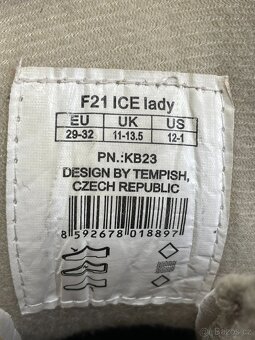 F21 ICE lady
EU UK US
29-32 11-13.5 12-1
PN.:KB23
DESIGN BY TEMPISH,
CZECH REPUBLIC
8 592678 018897